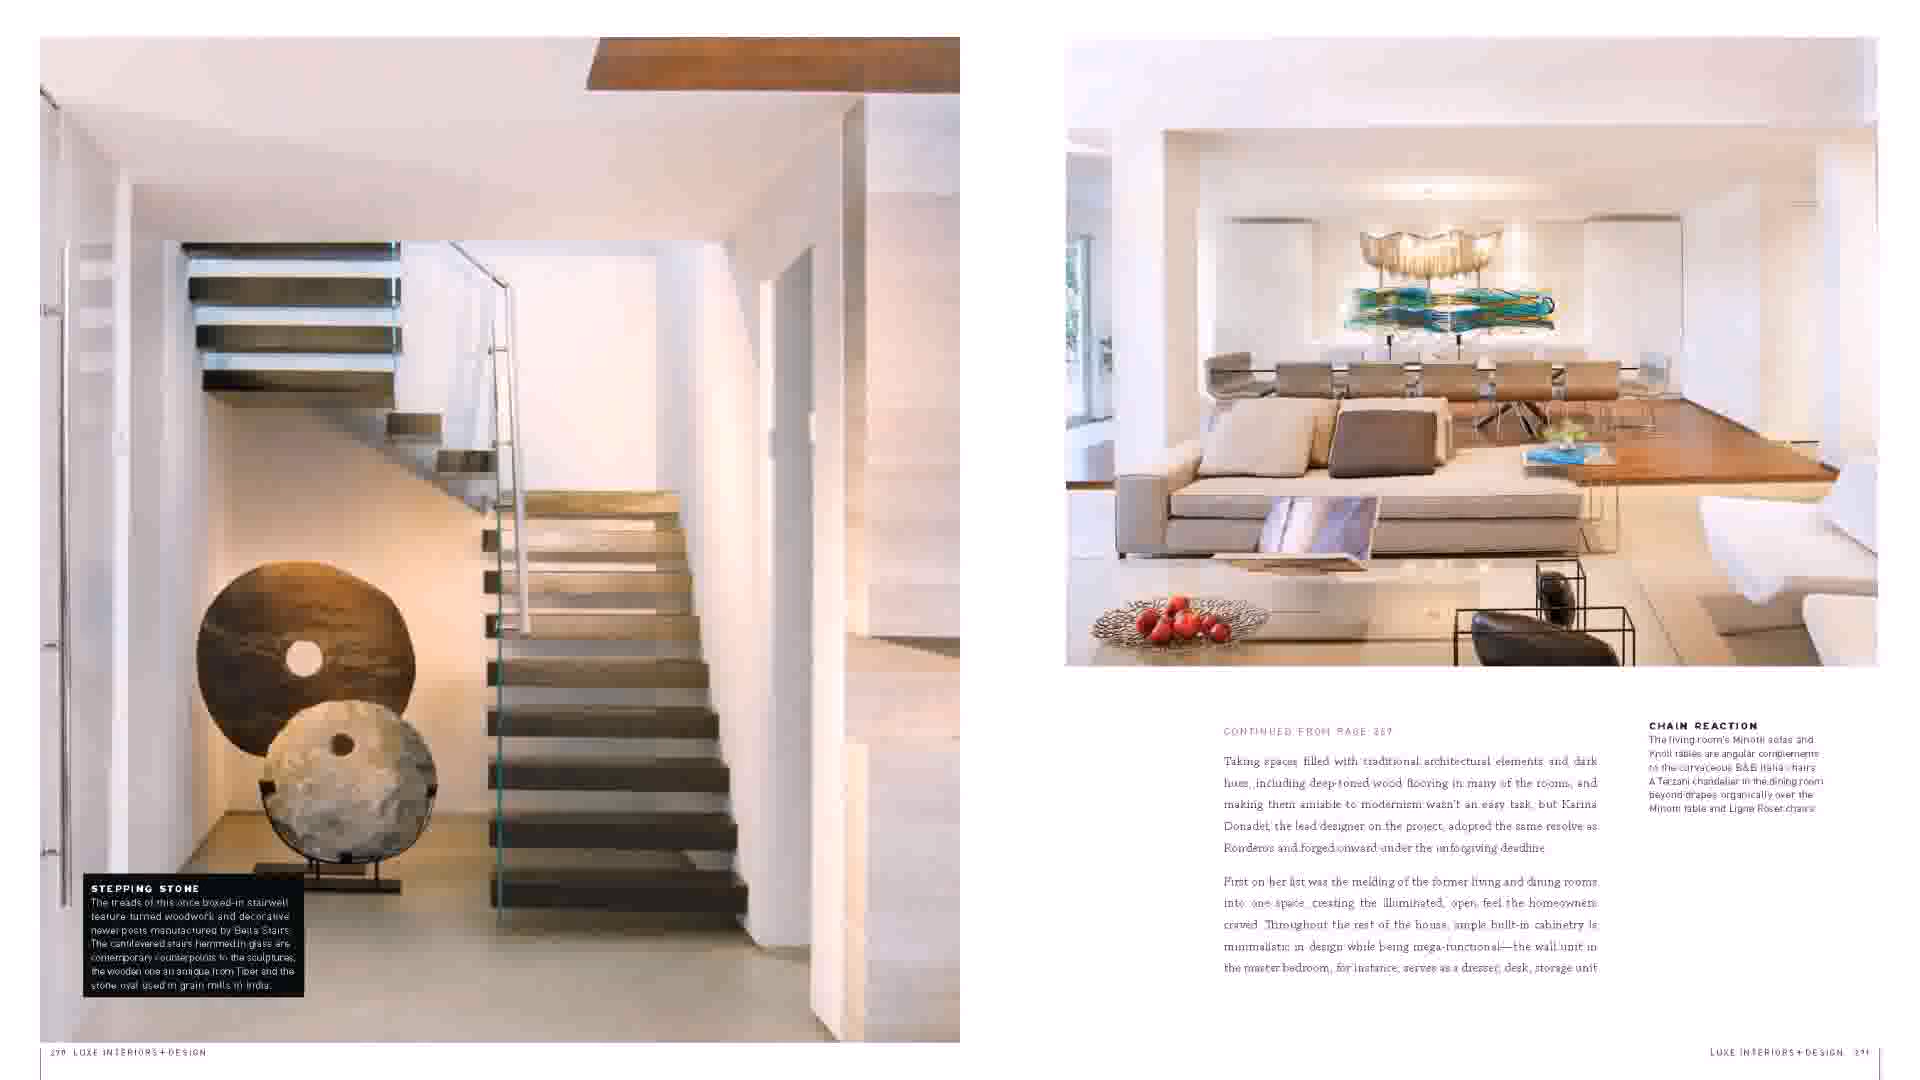 STEPPING STONE
The treads of this once boxed-in stairwell
feature turned woodwork and decorative
newel posts manufactured by Bella Stairs.
The cantilevered stairs hemmed in glass are
contemporary counterpoints to the sculptures,
the wooden one an antique from Tibet and the
stone oval used in grain mills in India.
270 LUXE INTERIORS+DESIGN
CONTINUED FROM PAGE 267
Taking spaces filled with traditional architectural elements and dark
hues, including deep-toned wood flooring in many of the rooms, and
making them amiable to modernism wasn't an easy task, but Karina
Donadel, the lead designer on the project, adopted the same resolve as
Ronderos and forged onward under the unforgiving deadline.
First on her list was the melding of the former living and dining rooms
into one space, creating the illuminated, open feel the homeowners
craved. Throughout the rest of the house, ample built-in cabinetry is
minimalistic in design while being mega-functional—the wall unit in
the master bedroom, for instance, serves as a dresser, desk, storage unit
CHAIN REACTION
The living room's Minotti sofas and
Knoll tables are angular complements
to the curvaceous B&B Italia chairs.
A Terzani chandelier in the dining room
beyond drapes organically over the
Minotti table and Ligne Roset chairs.
LUXE INTERIORS+DESIGN 271